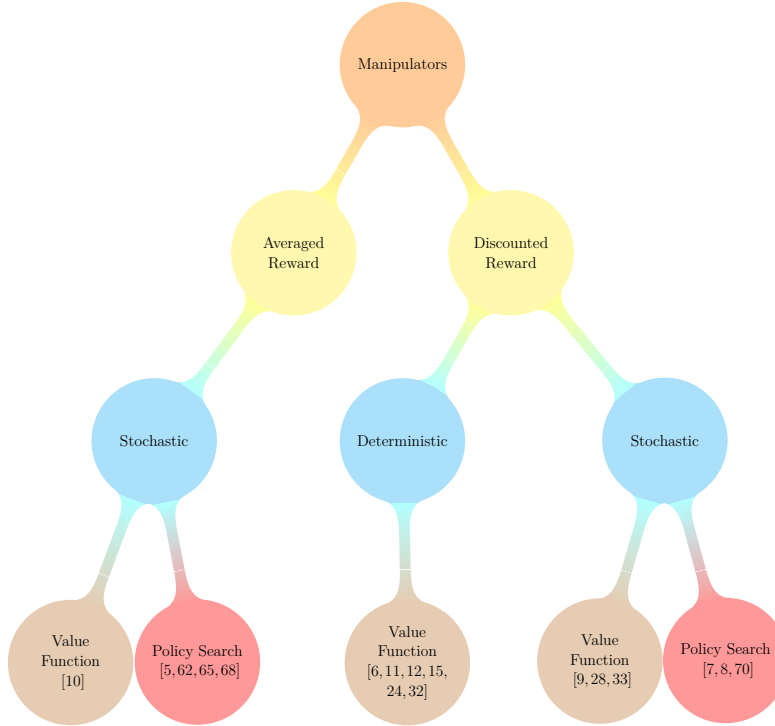 Manipulators
Averaged
Reward
Discounted
Reward
Stochastic
Deterministic
Stochastic
Value
Function
[10]
Policy Search
[5, 62, 65, 68]
Value
Function
[6, 11, 12, 15,
24, 32]
Value
Function
[9, 28, 33]
Policy Search
[7, 8, 70]